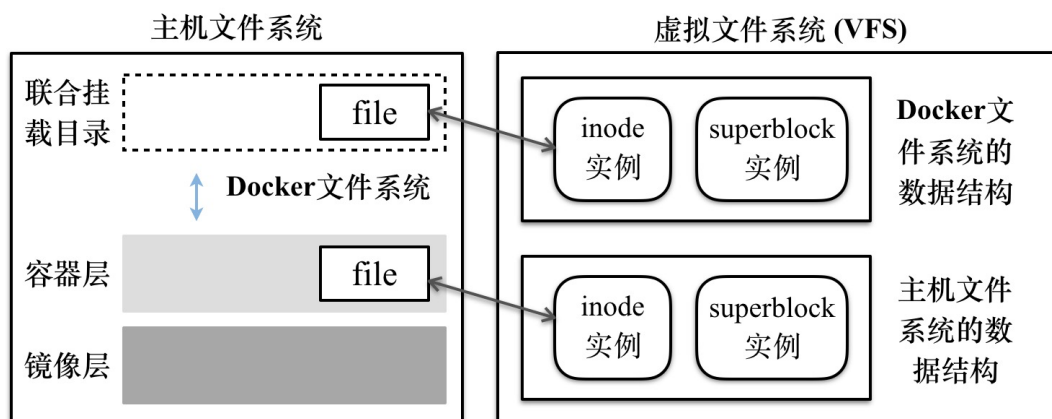 主机文件系统
虚拟文件系统 (VFS)
联合挂
载目录
file
Docker文件系统
容器层
file
镜像层
inode
实例
superblock
实例
Docker文
件系统的
数据结构
inode
实例
superblock
实例
主机文件
系统的数
据结构